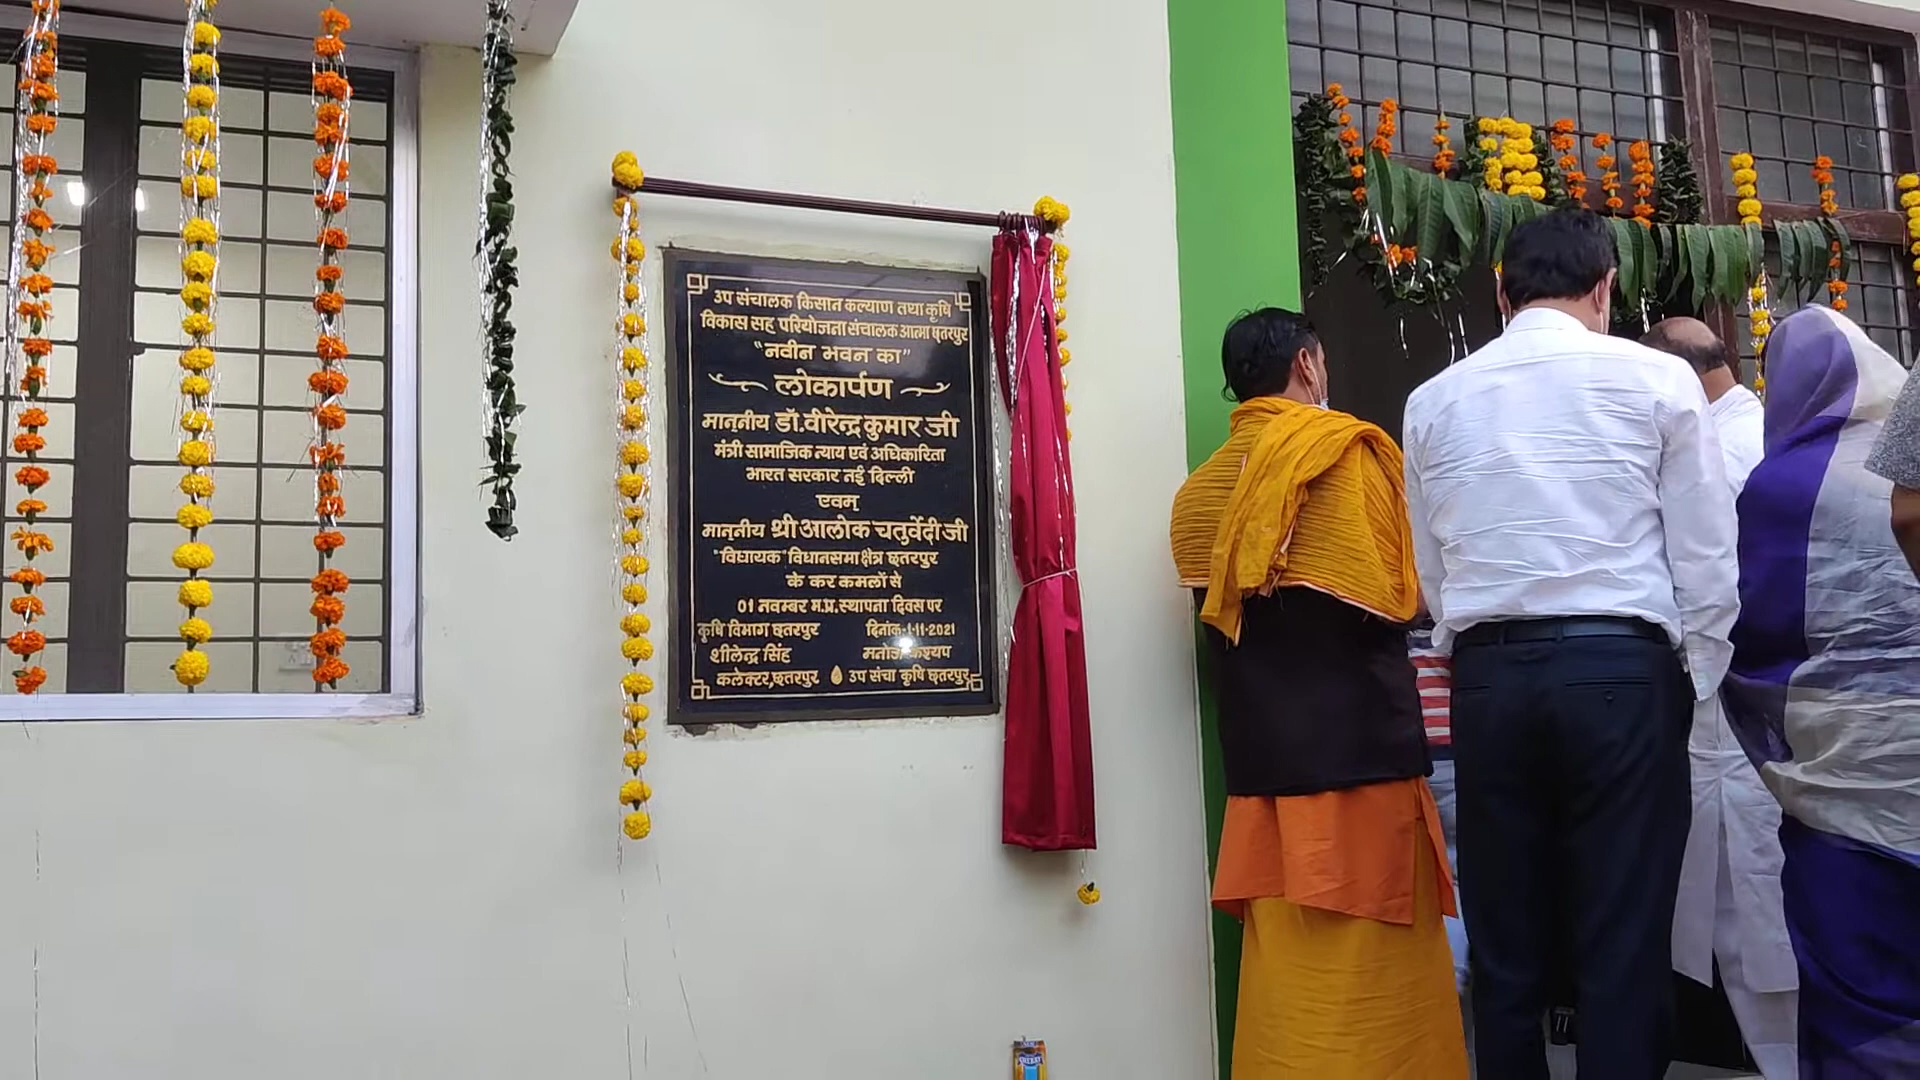 उप संचालक किसान कल्याण तथा कृषि
विकास सह परियोजना संचालक आत्मा छतरपुर
"नवीन भवन का"
लोकार्पण
माननीय डॉ.वीरेन्द्र कुमार जी
मंत्री सामाजिक न्याय एवं अधिकारिता
भारत सरकार नई दिल्ली
एवम्
माननीय श्री आलोक चतुर्वेदी जी
"विधायक" विधानसभा क्षेत्र छतरपुर
के कर कमलों से
01 नवम्बर म.प्र. स्थापना दिवस पर
कृषि विभाग छतरपुर दिनांक-1-11-2021
शीलेन्द्र सिंह मनोज कश्यप
कलेक्टर,छतरपुर उप संचा कृषि छतरपुर